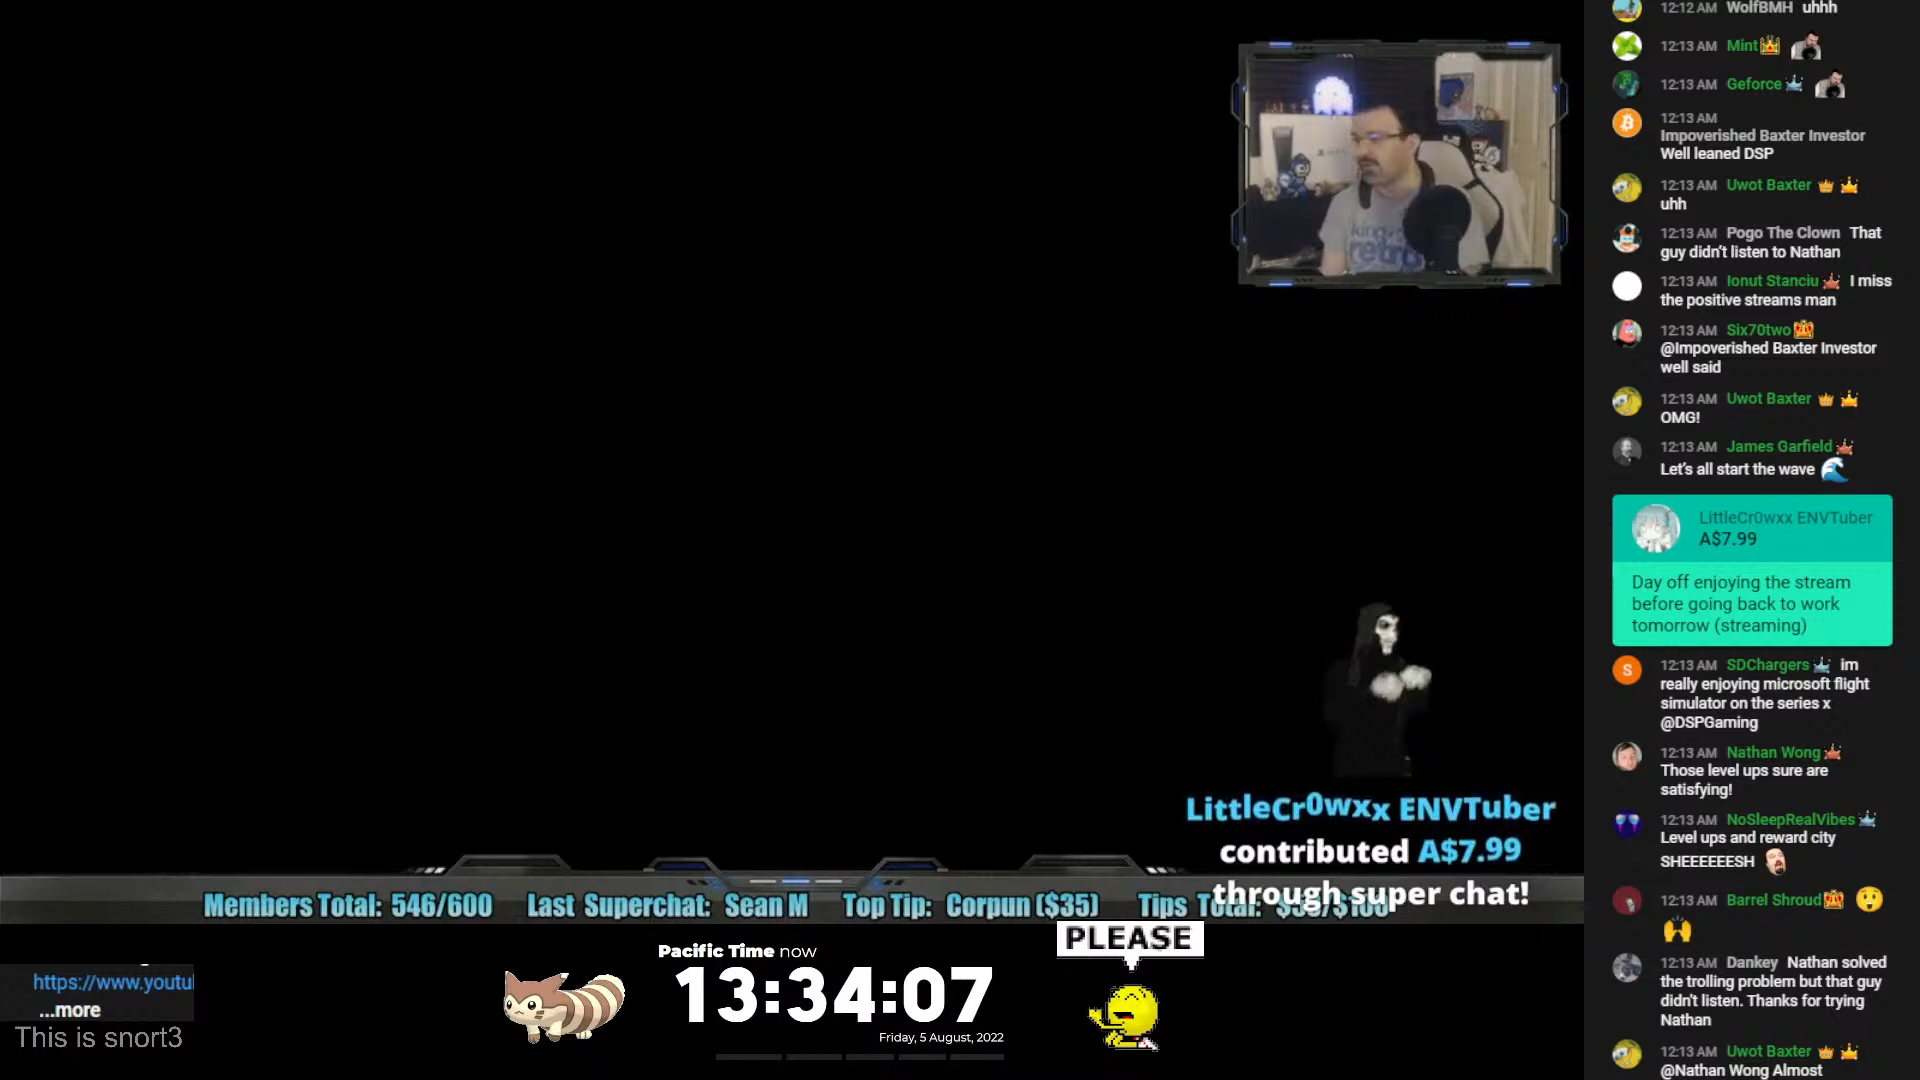 12:12 AM WolfBMH uhhh
12:13 AM Mint
12:13 AM Geforce
12:13 AM
Impoverished Baxter Investor
Well leaned DSP
12:13 AM Uwot Baxter
uhh
12:13 AM Pogo The Clown That
guy didn't listen to Nathan
12:13 AM Ionut Stanciu I miss
the positive streams man
12:13 AM Six70two
@Impoverished Baxter Investor
well said
12:13 AM Uwot Baxter
OMG!
12:13 AM James Garfield
Let's all start the wave
LittleCr0wxx ENVTuber
A$7.99
Day off enjoying the stream
before going back to work
tomorrow (streaming)
12:13 AM SDChargers im
really enjoying microsoft flight
simulator on the series x
@DSPGaming
12:13 AM Nathan Wong
Those level ups sure are
satisfying!
12:13 AM NoSleepRealVibes
Level ups and reward city
SHEEEEEESH
12:13 AM Barrel Shroud
12:13 AM Dankey Nathan solved
the trolling problem but that guy
didn't listen. Thanks for trying
Nathan
12:13 AM Uwot Baxter
@Nathan Wong Almost
king of
retro
LittleCr0wxx ENVTuber
contributed A$7.99
through super chat!
Members Total: 546/600 Last Superchat: Sean M Top Tip: Corpun ($35) Tips Total:
PLEASE
Pacific Time now
13:34:07
Friday, 5 August, 2022
https://www.youtu
...more
This is snort3